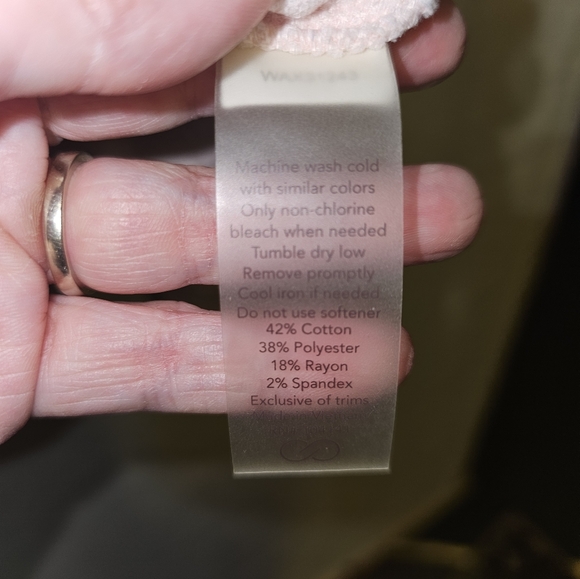 Machine wash cold
with similar colors
Only non-chlorine
bleach when needed
Tumble dry low
Remove promptly
Cool iron if needed
Do not use softener
42% Cotton
38% Polyester
18% Rayon
2% Spandex
Exclusive of trims